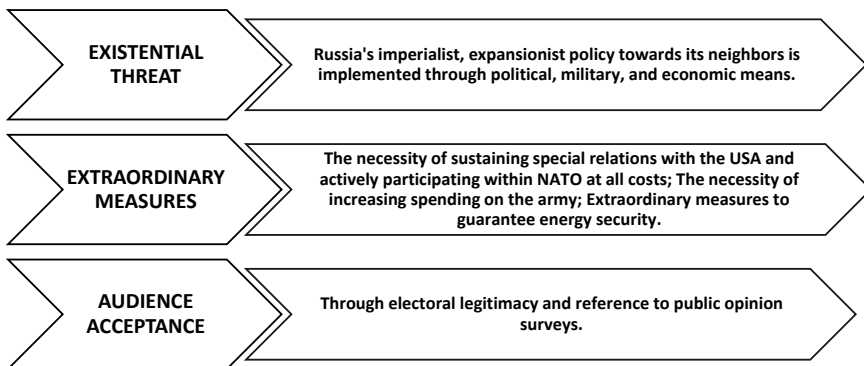 EXISTENTIAL
THREAT
Russia's imperialist, expansionist policy towards its neighbors is
implemented through political, military, and economic means.
EXTRAORDINARY
MEASURES
The necessity of sustaining special relations with the USA and
actively participating within NATO at all costs; The necessity of
increasing spending on the army; Extraordinary measures to
guarantee energy security.
AUDIENCE
ACCEPTANCE
Through electoral legitimacy and reference to public opinion
surveys.